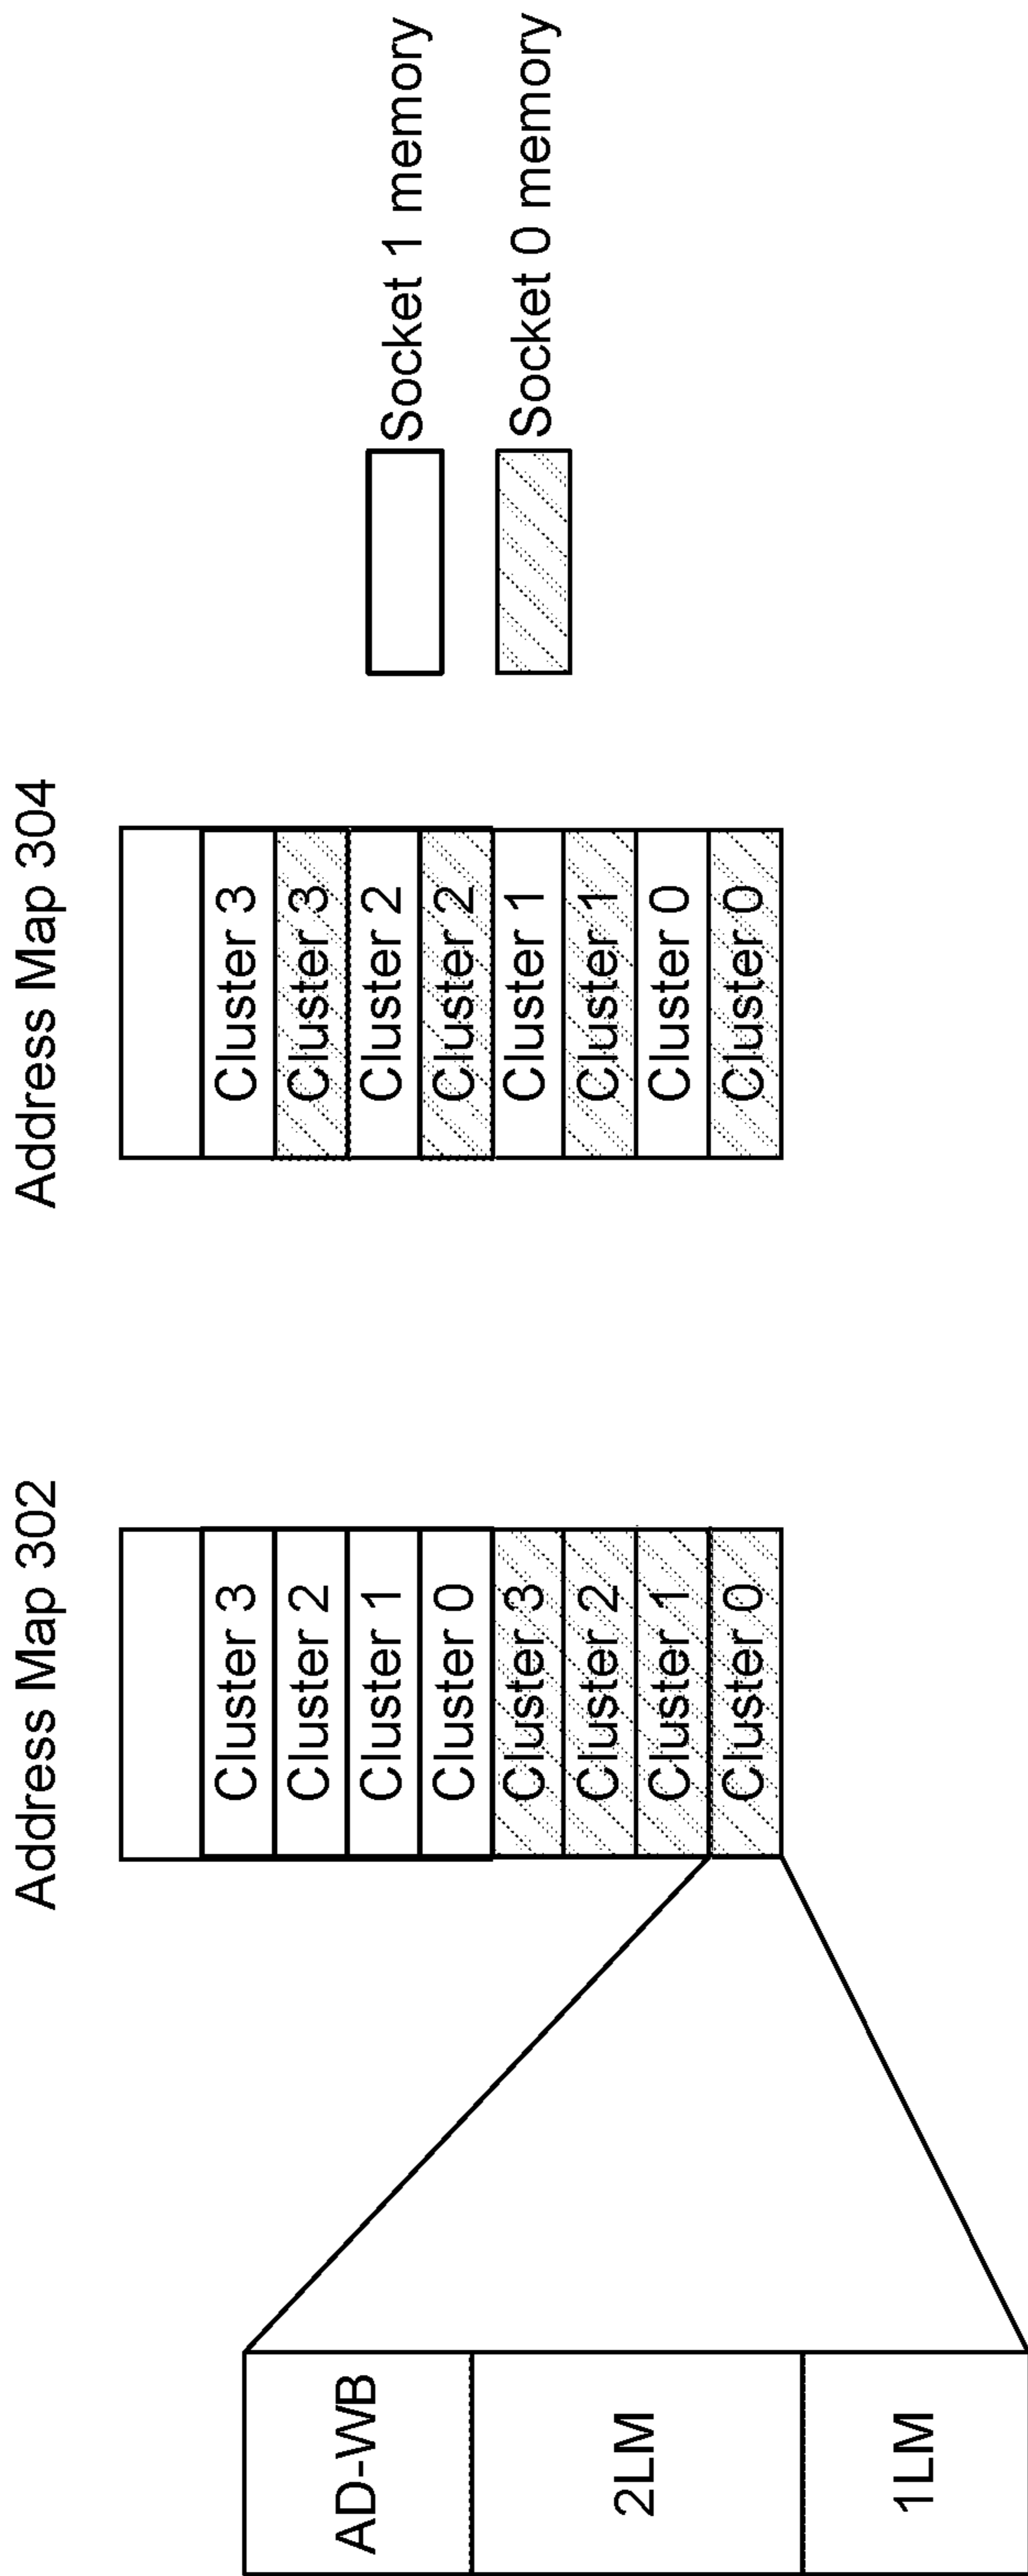 Address Map 302
Address Map 304
Cluster 3
Cluster 2
Cluster 1
Cluster 0
Cluster 3
Cluster 2
Cluster 1
Cluster 0
Cluster 3
Cluster 3
Cluster 2
Cluster 2
Cluster 1
Cluster 1
Cluster 0
Cluster 0
AD-WB
2LM
1LM
Socket 1 memory
Socket 0 memory